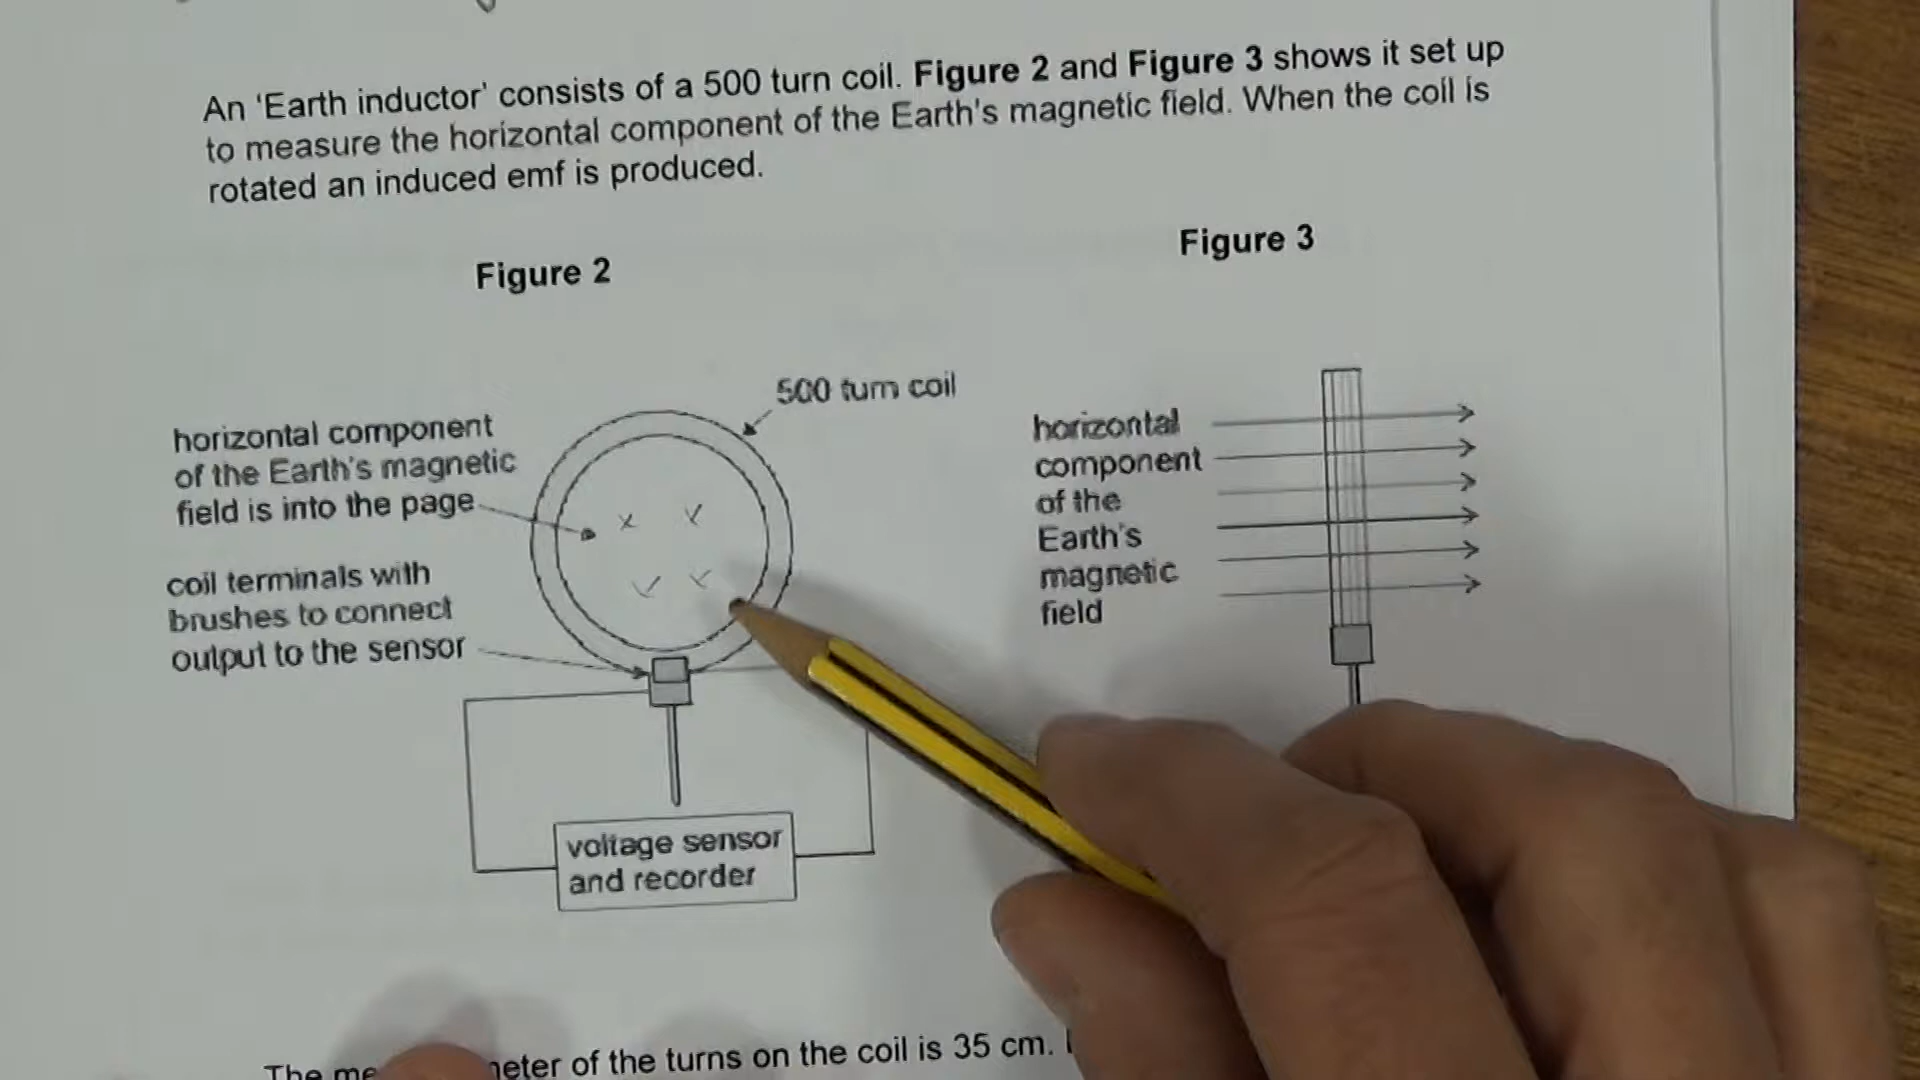 An 'Earth inductor' consists of a 500 turn coil. Figure 2 and Figure 3 shows it set up
to measure the horizontal component of the Earth's magnetic field. When the coil is
rotated an induced emf is produced.
Figure 2
Figure 3
500 turn coil
horizontal component
of the Earth's magnetic
field is into the page
coil terminals with
brushes to connect
output to the sensor
voltage sensor
and recorder
horizontal
component
of the
Earth's
magnetic
field
The of the turns on the coil is 35 cm.